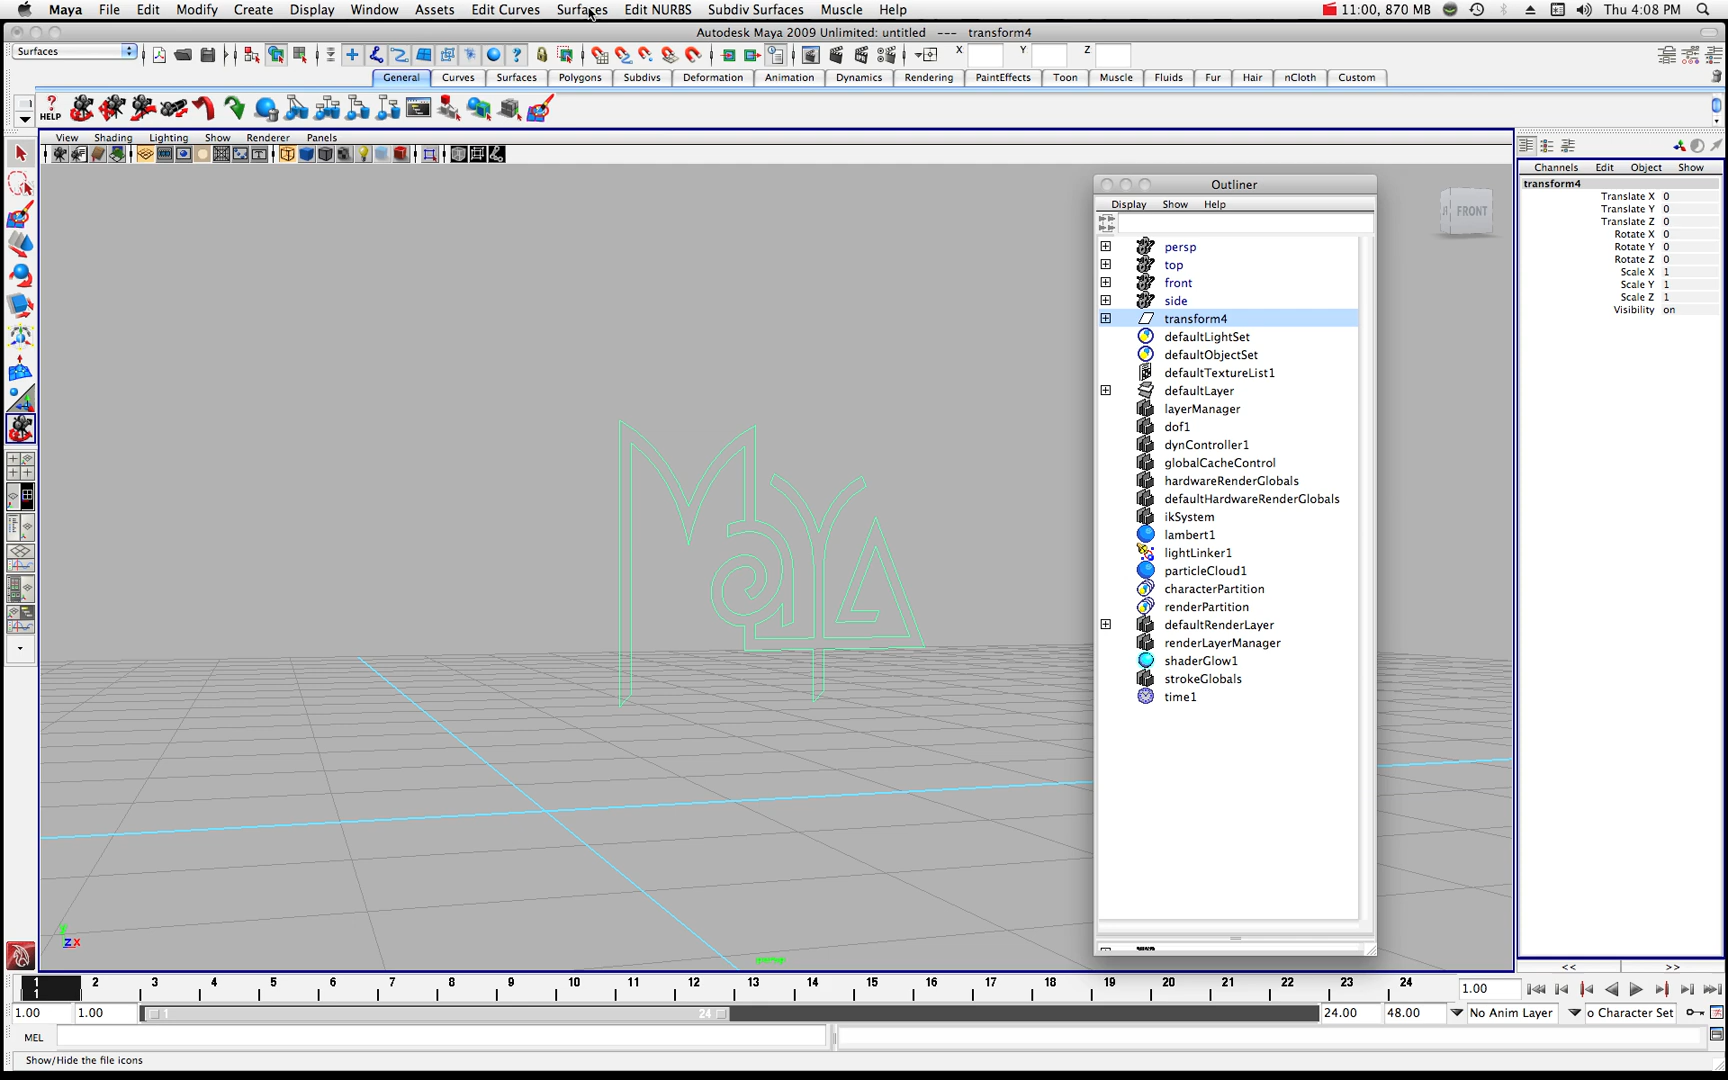 Maya File Edit Modify Create Display Window Assets Edit Curves Surfaces Edit NURBS Subdiv Surfaces Muscle Help 11:00, 870 MB Thu 4:08 PM
Autodesk Maya 2009 Unlimited: untitled --- transform4
Surfaces X Y Z
General Curves Surfaces Polygons Subdivs Deformation Animation Dynamics Rendering PaintEffects Toon Muscle Fluids Fur Hair nCloth Custom
HELP
View Shading Lighting Show Renderer Panels
FRONT
Maya
Outliner
Display Show Help
persp
top
front
side
transform4
defaultLightSet
defaultObjectSet
defaultTextureList1
defaultLayer
layerManager
dof1
dynController1
globalCacheControl
hardwareRenderGlobals
defaultHardwareRenderGlobals
ikSystem
lambert1
lightLinker1
particleCloud1
characterPartition
renderPartition
defaultRenderLayer
renderLayerManager
shaderGlow1
strokeGlobals
time1
Channels Edit Object Show
transform4
Translate X 0
Translate Y 0
Translate Z 0
Rotate X 0
Rotate Y 0
Rotate Z 0
Scale X 1
Scale Y 1
Scale Z 1
Visibility on
<< >>
1 2 3 4 5 6 7 8 9 10 11 12 13 14 15 16 17 18 19 20 21 22 23 24 1.00
1
1.00 1.00 1 24 24.00 48.00 No Anim Layer o Character Set
MEL
Show/Hide the file icons